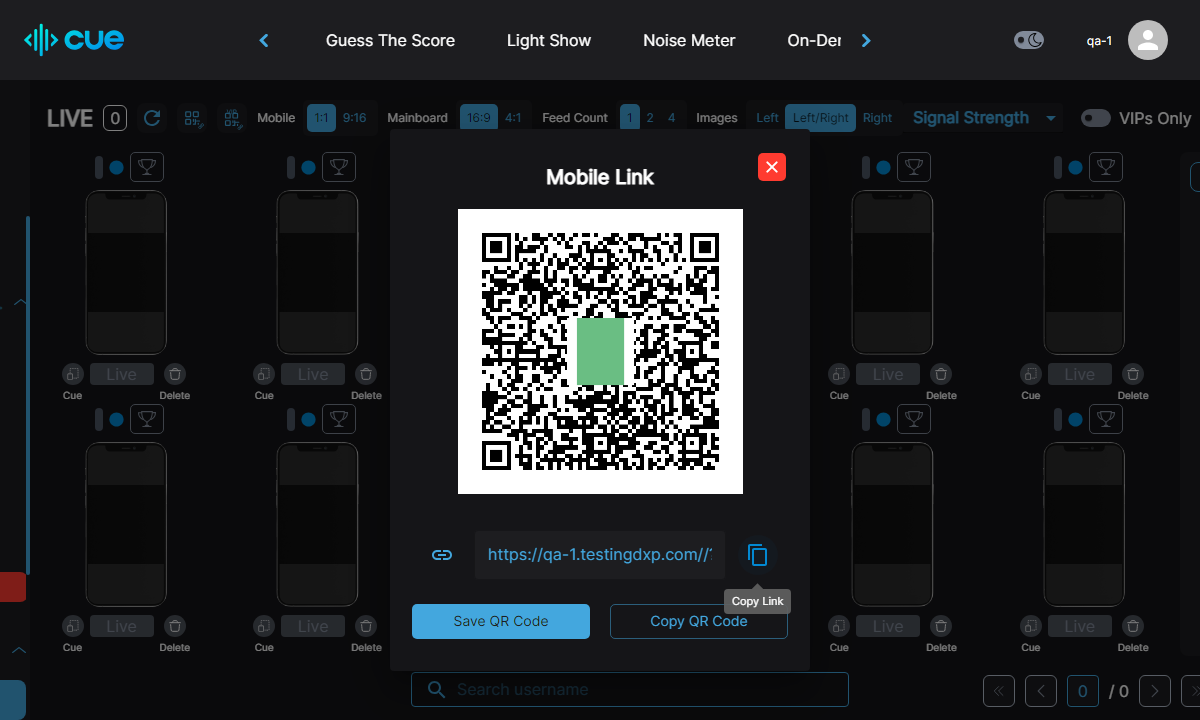 cue
Guess The Score
Light Show
Noise Meter
On-Der
qa-1
LIVE 0
Mobile 1:1 9:16
Mainboard 16:9 4:1
Feed Count 1 2 4
Images Left Left/Right Right
Signal Strength
VIPs Only
Mobile Link
Live Live Live Live
Cue Delete Cue Delete Cue Delete Cue Delete
https://qa-1.testingdxp.com//?
Copy Link
Save QR Code
Copy QR Code
Live Live Live Live
Cue Delete Cue Delete Cue Delete Cue Delete
Search username
0 / 0